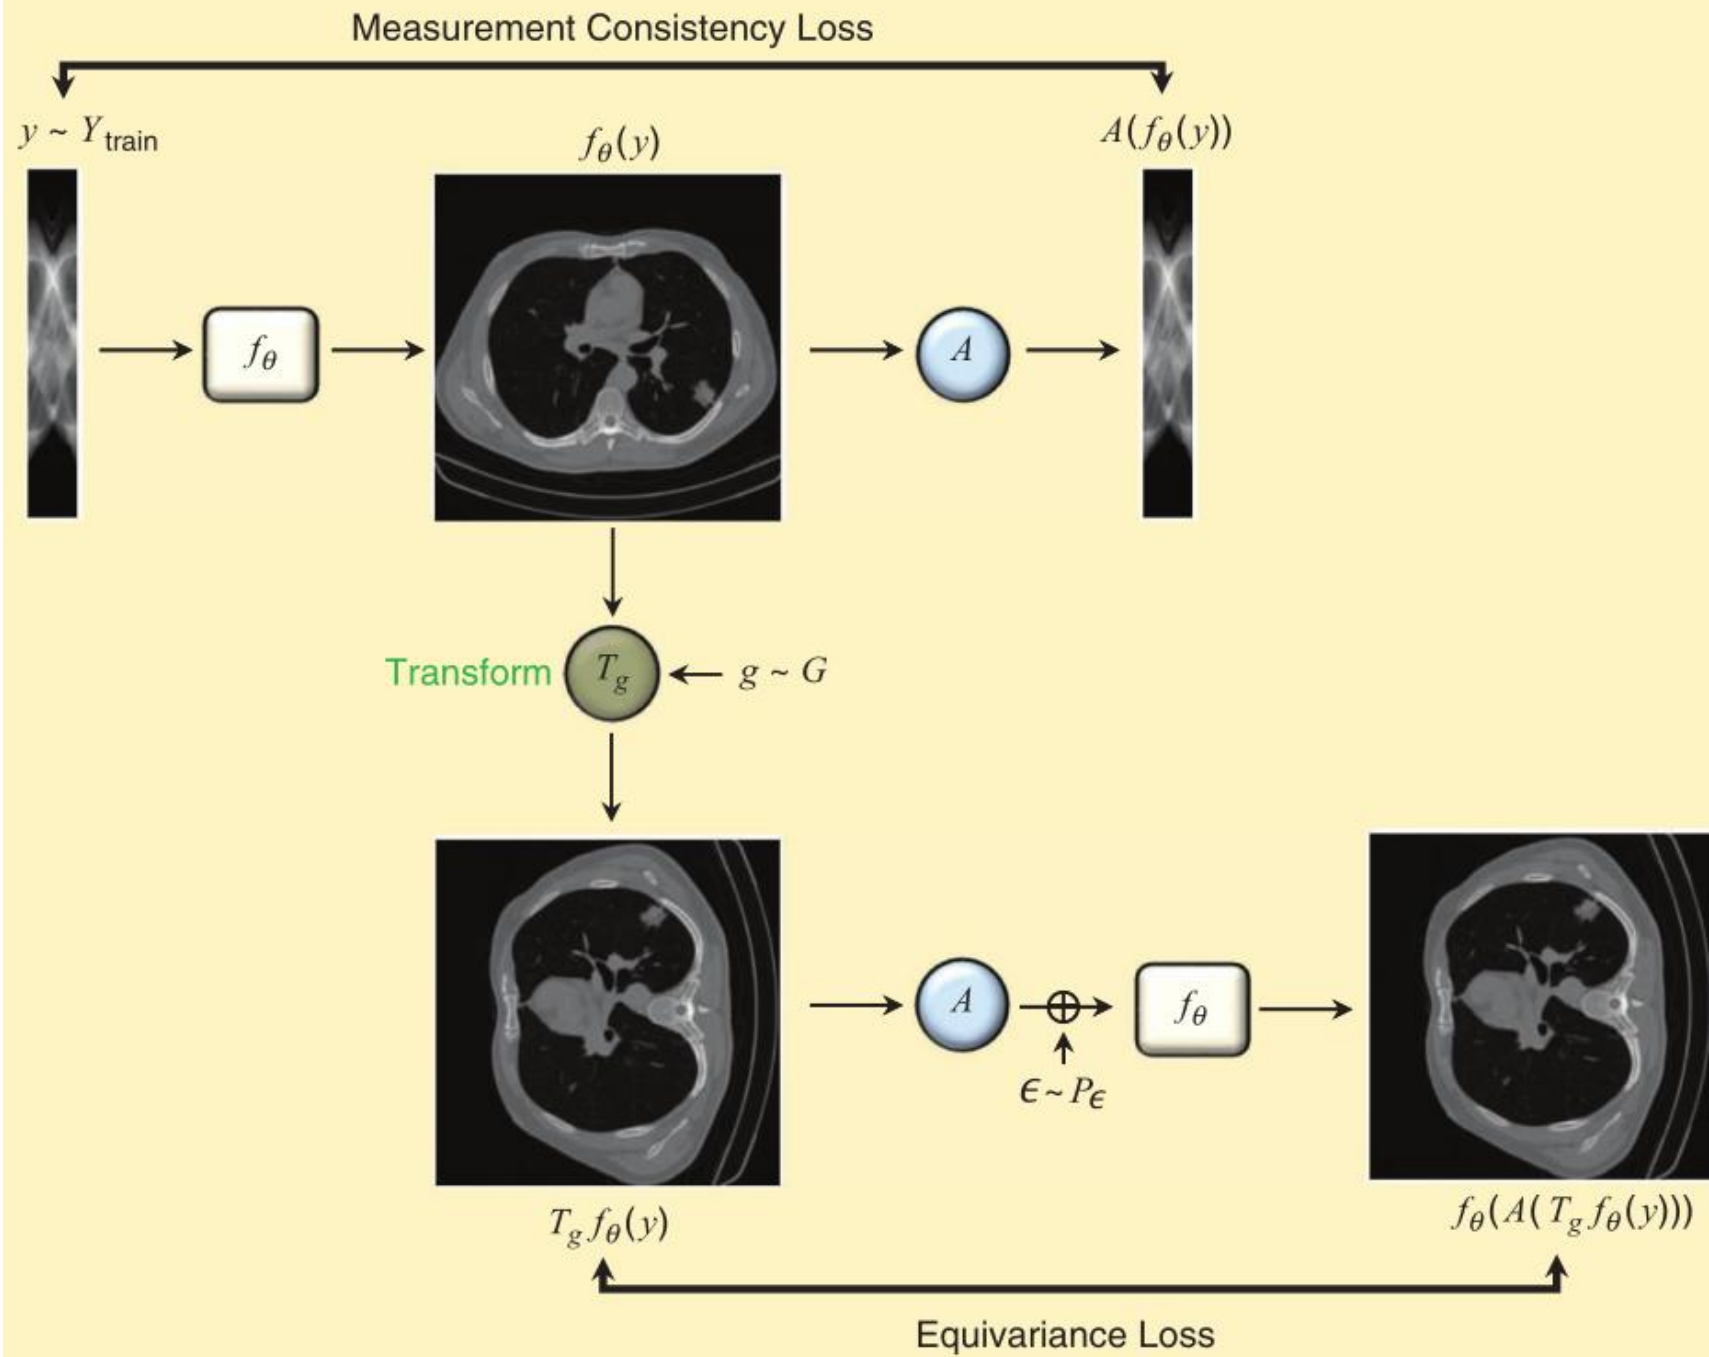 Measurement Consistency Loss
y ~ Y_train
f_θ(y)
A(f_θ(y))
f_θ
A
Transform
T_g
g ~ G
A
f_θ
ϵ ~ P_ϵ
T_g f_θ(y)
f_θ(A(T_g f_θ(y)))
Equivariance Loss